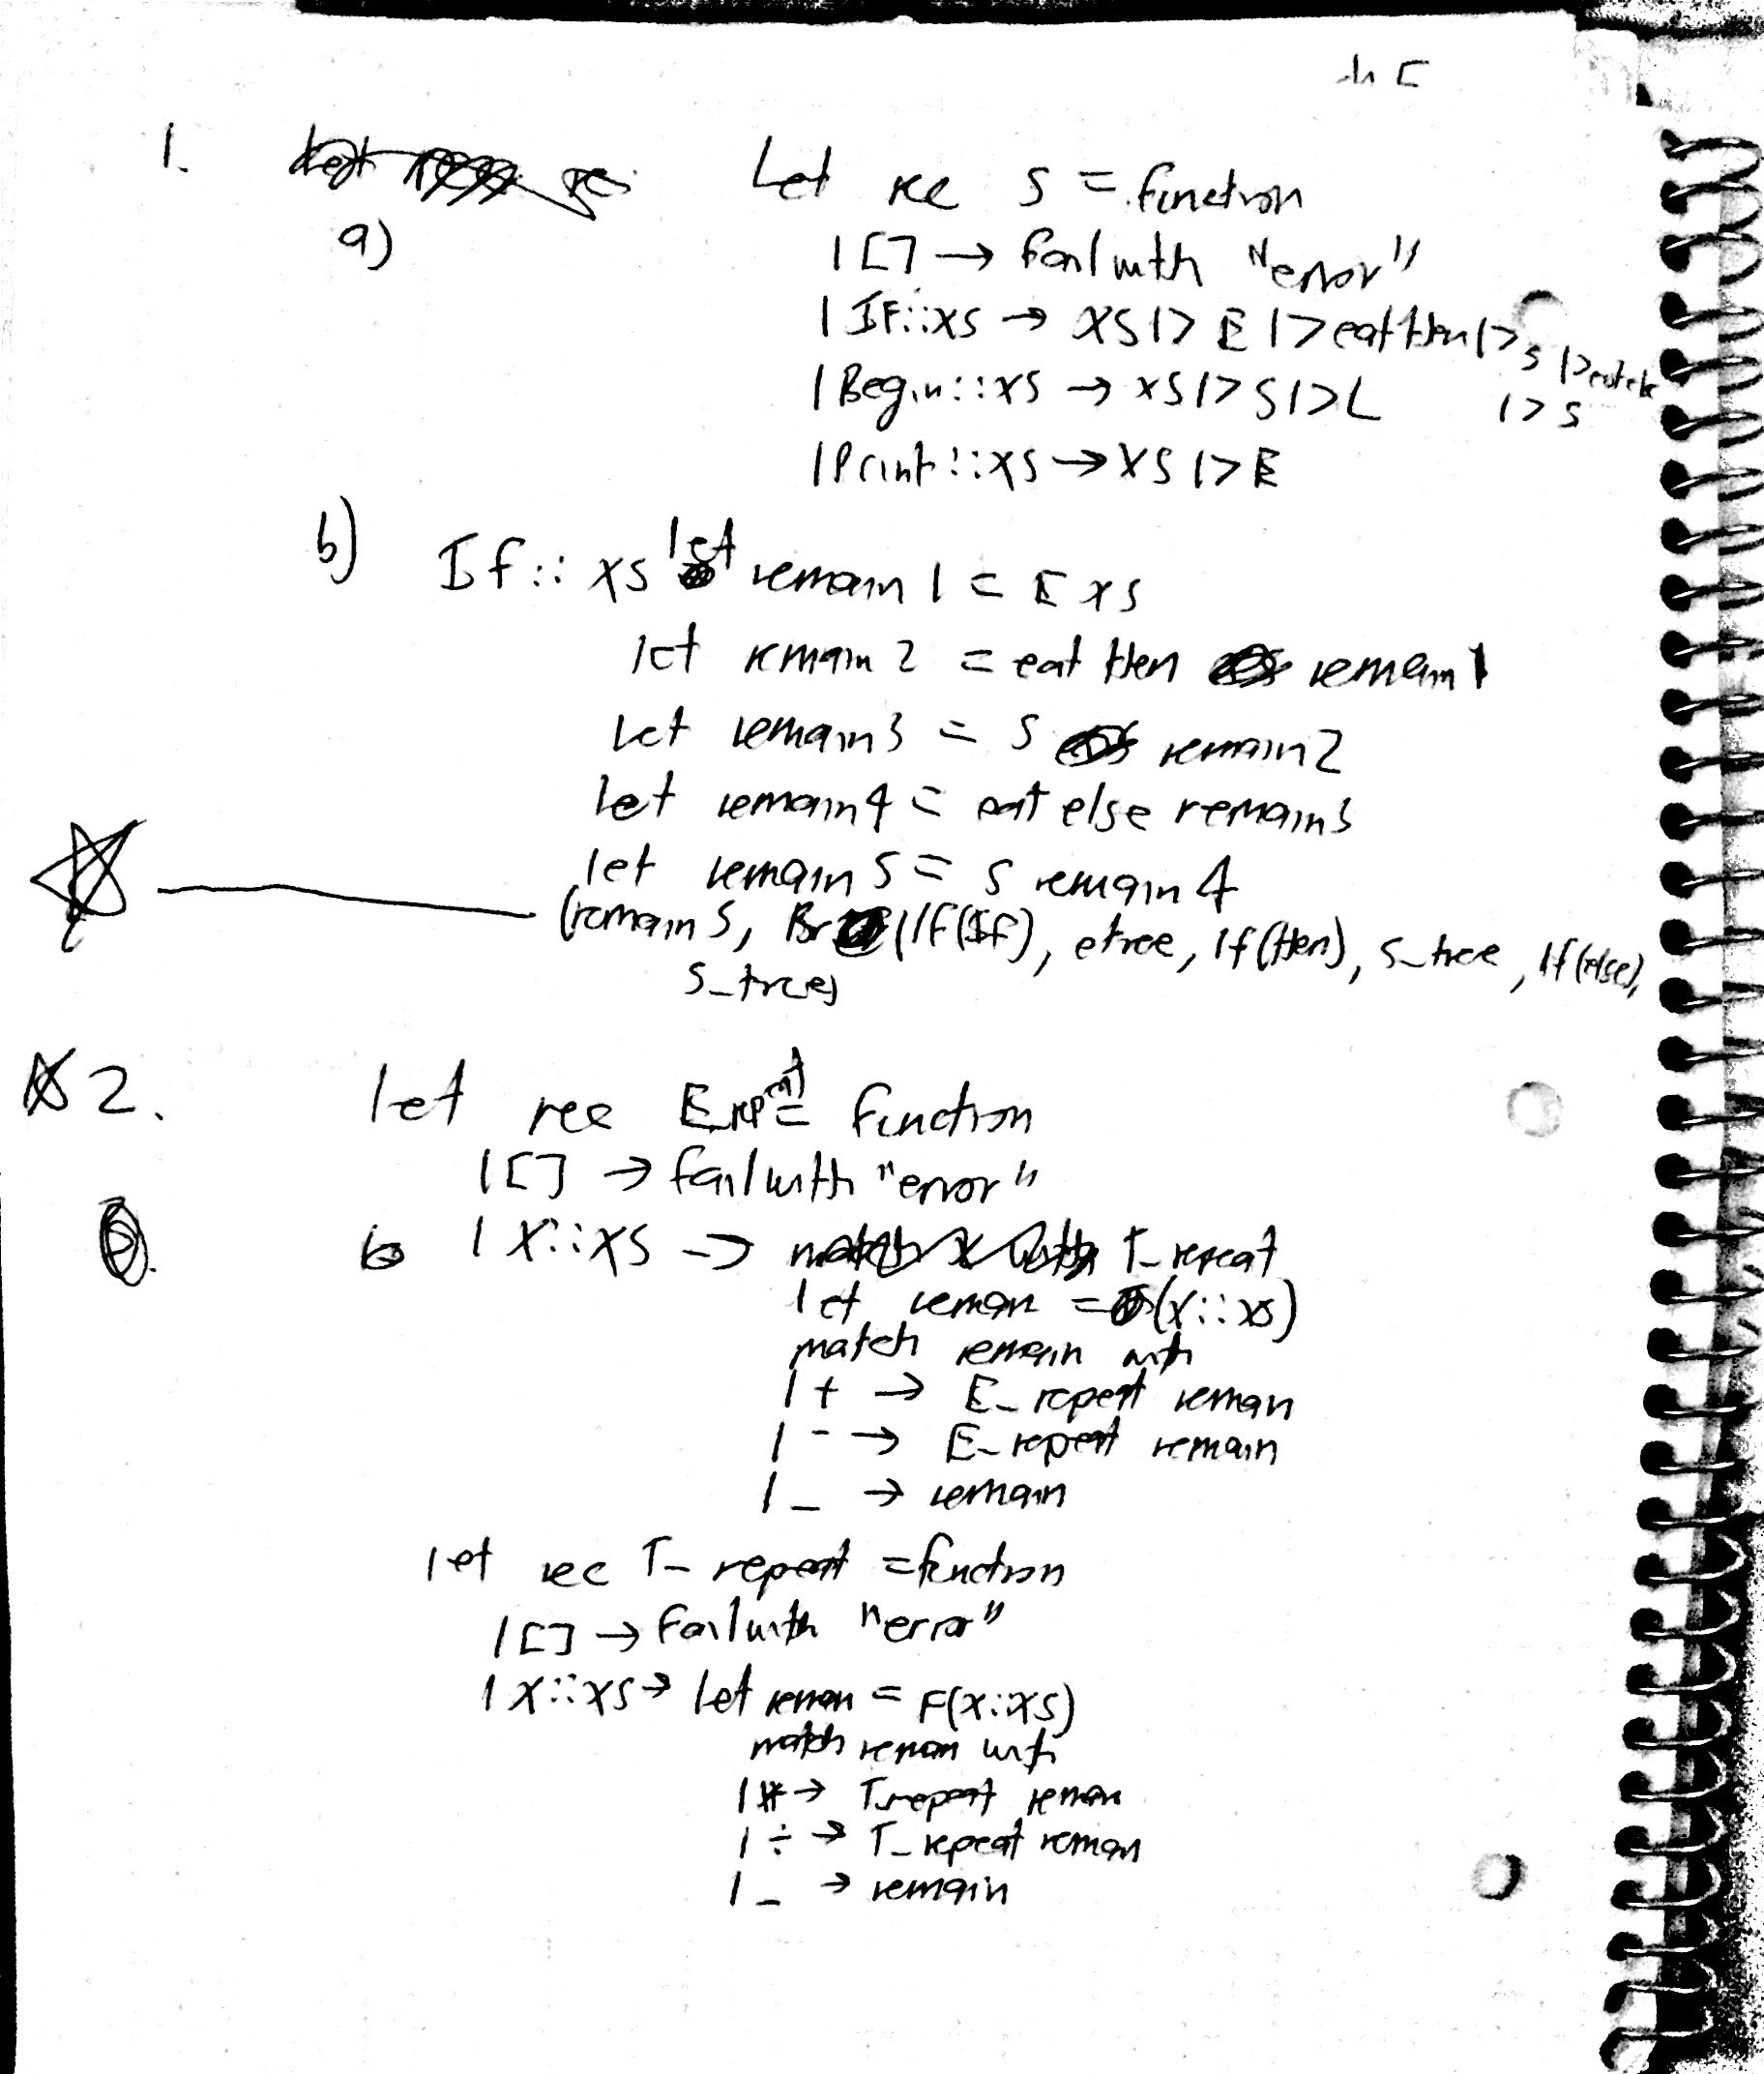 1. Let rec S = function
a)
| [] → failwith "error"
| IF::xs → xs |> E |> eat then |> S |> eat else
|> S
| Begin::xs → xs |> S |> L
| Print::xs → xs |> E
b) If:: xs let remain1 = E xs
let remain2 = eat then remain1
Let remain3 = S remain2
let remain4 = eat else remain3
let remain5 = S remain4
(remain5, Br (lf(If), etree, lf(then), s_tree, lf(else),
s_tree)
2. let rec E_repeat = function
| [] → failwith "error"
| X::XS → T_repeat
let remain = (X::xs)
match remain with
| + → E_repeat remain
| - → E_repeat remain
| _ → remain
let rec T_repeat = function
| [] → Failwith "error"
| X::XS → Let remain = F(X::XS)
match remain with
| * → T_repeat remain
| ÷ → T_repeat remain
| _ → remain